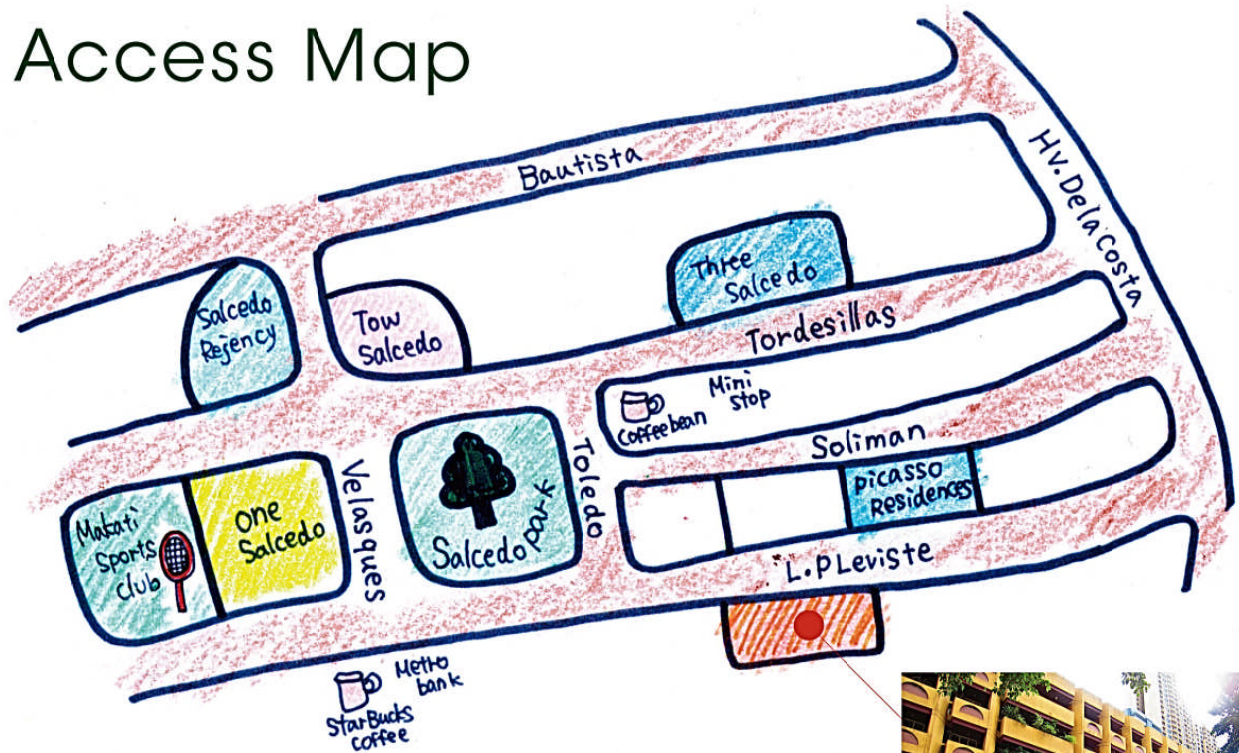 Access Map
Bautista
Hv. Dela Costa
Three
Salcedo
Salcedo
Rejency
Tow
Salcedo
Tordesillas
Mini
stop
Coffeebean
Soliman
Toledo
picasso
Residences
Velasques
Makati
Sports
club
one
Salcedo
Salcedo park
L.P Leviste
Metro
bank
StarBucks
coffee